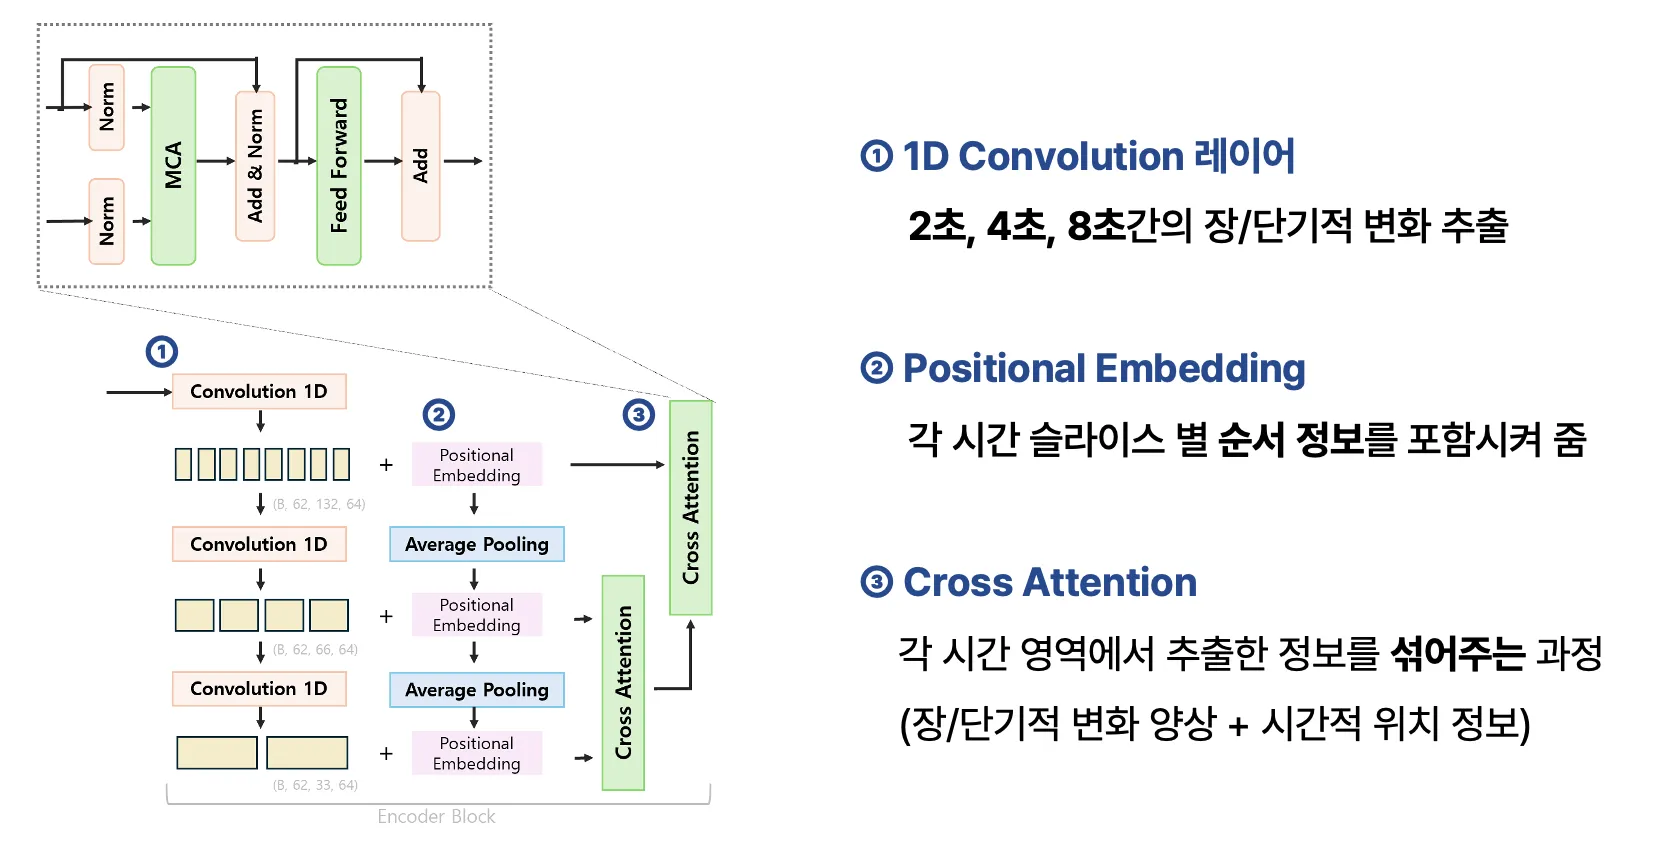 Norm
Norm
MCA
Add & Norm
Feed Forward
Add
①
Convolution 1D
②
③
+
Positional
Embedding
(B, 62, 132, 64)
Convolution 1D
Average Pooling
+
Positional
Embedding
(B, 62, 66, 64)
Convolution 1D
Average Pooling
+
Positional
Embedding
(B, 62, 33, 64)
Cross Attention
Cross Attention
Encoder Block
① 1D Convolution 레이어
2초, 4초, 8초간의 장/단기적 변화 추출
② Positional Embedding
각 시간 슬라이스 별 순서 정보를 포함시켜 줌
③ Cross Attention
각 시간 영역에서 추출한 정보를 섞어주는 과정
(장/단기적 변화 양상 + 시간적 위치 정보)